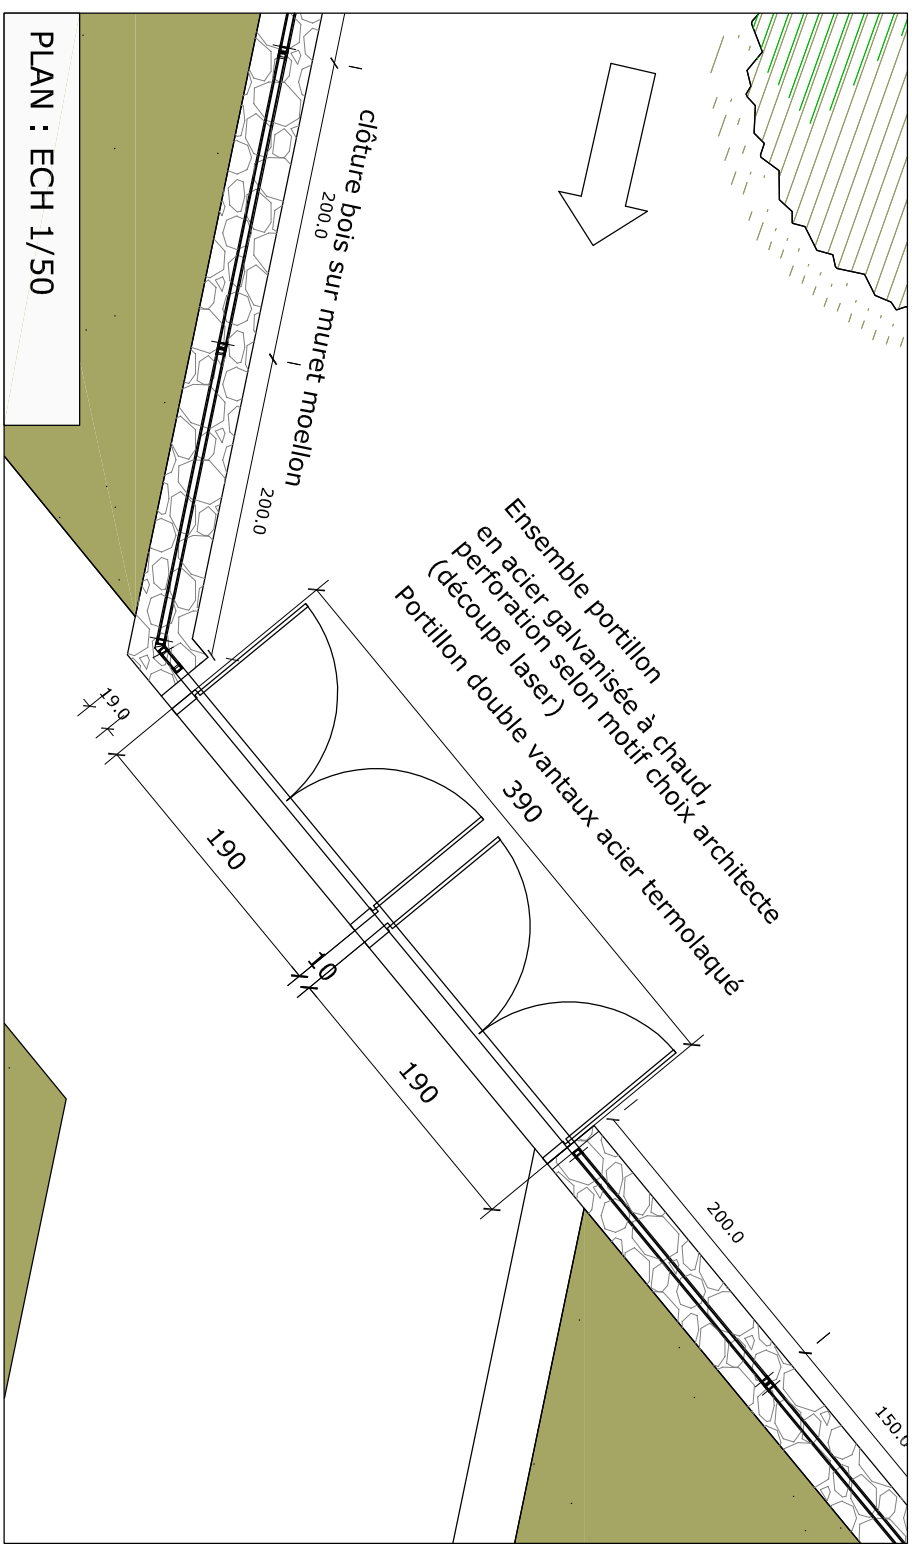 PLAN : ECH 1/50
clôture bois sur muret moellon
200.0
200.0
Ensemble portillon
en acier galvanisée à chaud,
perforation selon motif choix architecte
(découpe laser)
Portillon double vantaux acier termolaqué
390
19.0
190
10
190
200.0
150.0